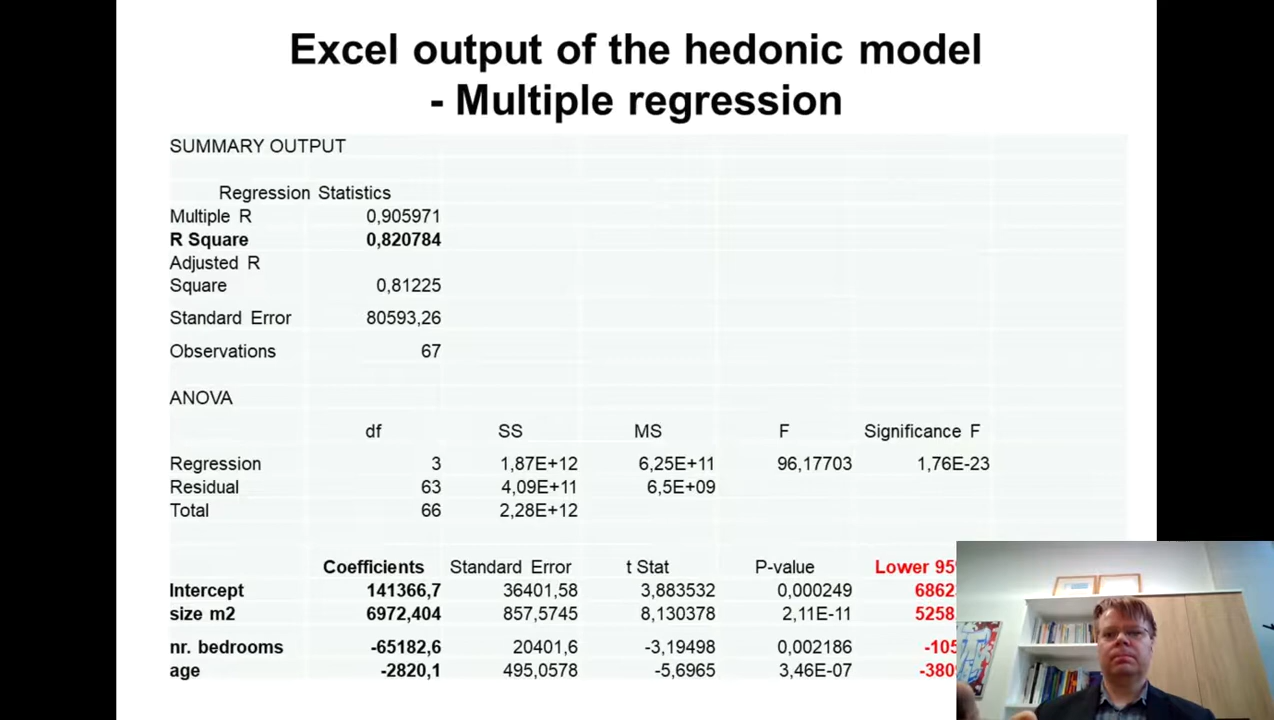 Excel output of the hedonic model
- Multiple regression
SUMMARY OUTPUT
Regression Statistics
Multiple R 0,905971
R Square 0,820784
Adjusted R
Square 0,81225
Standard Error 80593,26
Observations 67
ANOVA
df SS MS F Significance F
Regression 3 1,87E+12 6,25E+11 96,17703 1,76E-23
Residual 63 4,09E+11 6,5E+09
Total 66 2,28E+12
Coefficients Standard Error t Stat P-value Lower 95
Intercept 141366,7 36401,58 3,883532 0,000249 6862
size m2 6972,404 857,5745 8,130378 2,11E-11 5258
nr. bedrooms -65182,6 20401,6 -3,19498 0,002186 -105
age -2820,1 495,0578 -5,6965 3,46E-07 -380